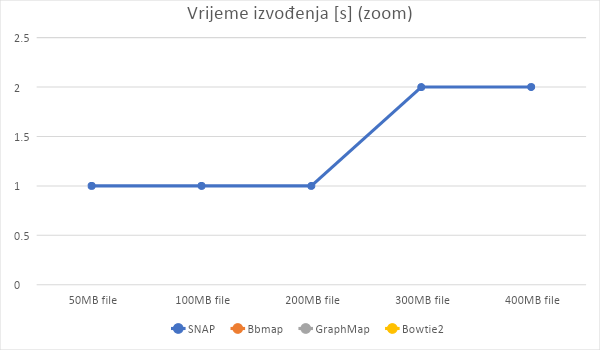 Vrijeme izvođenja [s] (zoom)
2.5
2
1.5
1
0.5
0
50MB file 100MB file 200MB file 300MB file 400MB file
SNAP Bbmap GraphMap Bowtie2